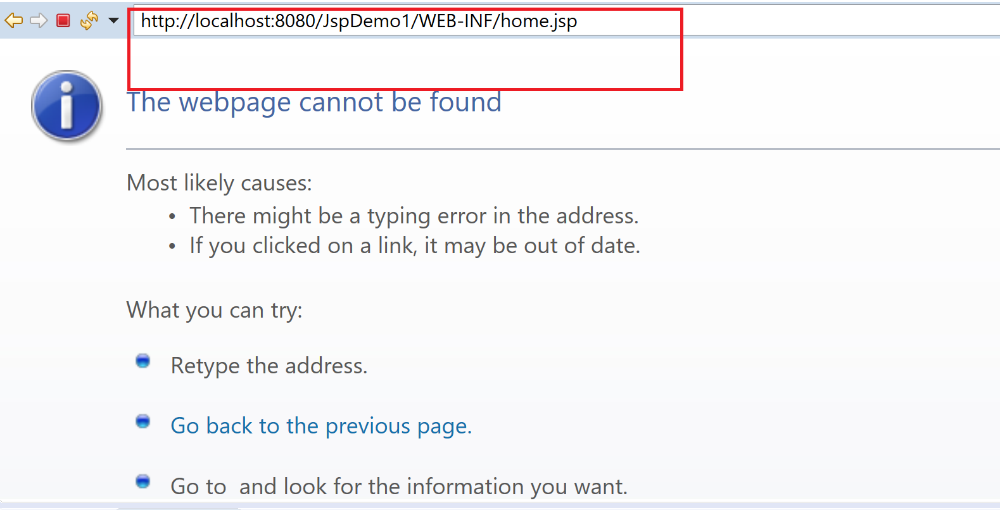 http://localhost:8080/JspDemo1/WEB-INF/home.jsp
The webpage cannot be found
Most likely causes:
• There might be a typing error in the address.
• If you clicked on a link, it may be out of date.
What you can try:
Retype the address.
Go back to the previous page.
Go to  and look for the information you want.